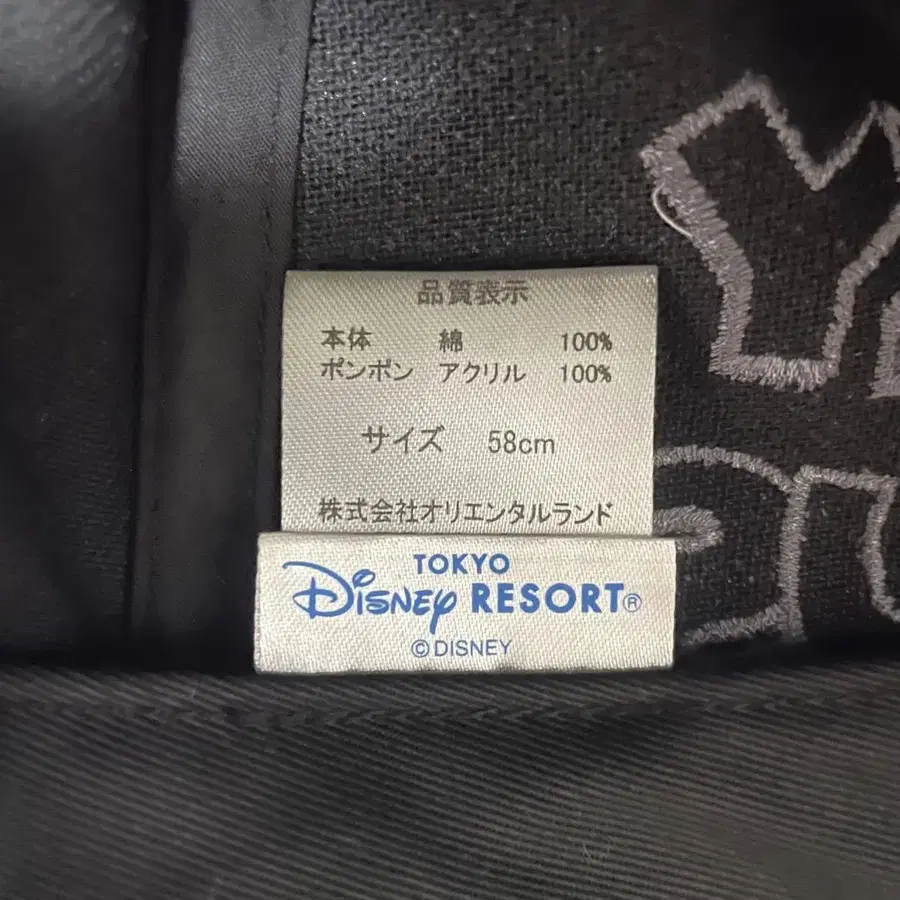 品質表示
本体 綿 100%
ポンポン アクリル 100%
サイズ 58cm
株式会社オリエンタルランド
TOKYO
DISNEY RESORT®
©DISNEY